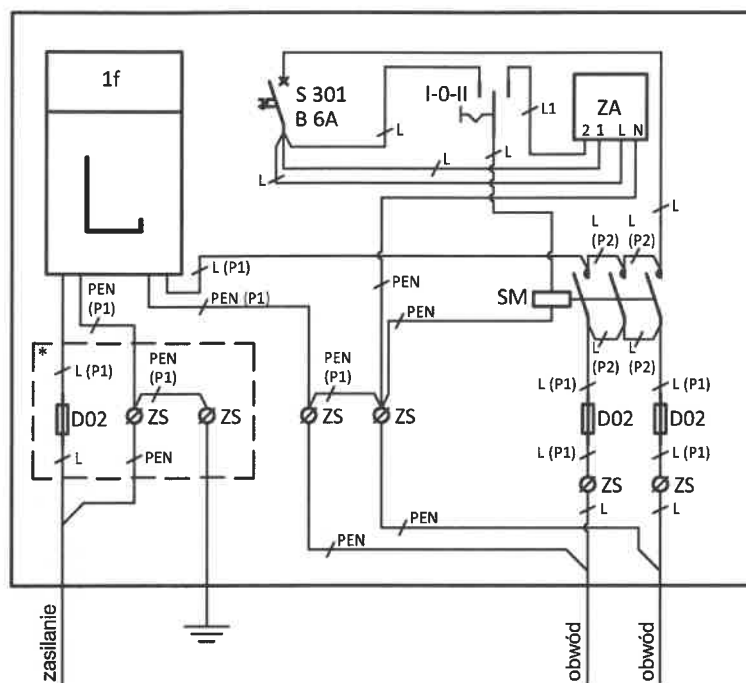 1f
S 301
B 6A
I-0-II
ZA
2 1 L N
L
L1
L
L
L
L
L (P2)
L (P2)
L (P1)
PEN (P1)
PEN (P1)
PEN
PEN
SM
*
L (P1)
PEN (P1)
PEN (P1)
L (P2)
L (P2)
L (P1)
L (P1)
D02
ZS
ZS
ZS
ZS
D02
D02
L
PEN
L (P1)
L (P1)
ZS
ZS
L
L
PEN
PEN
zasilanie
obwód
obwód